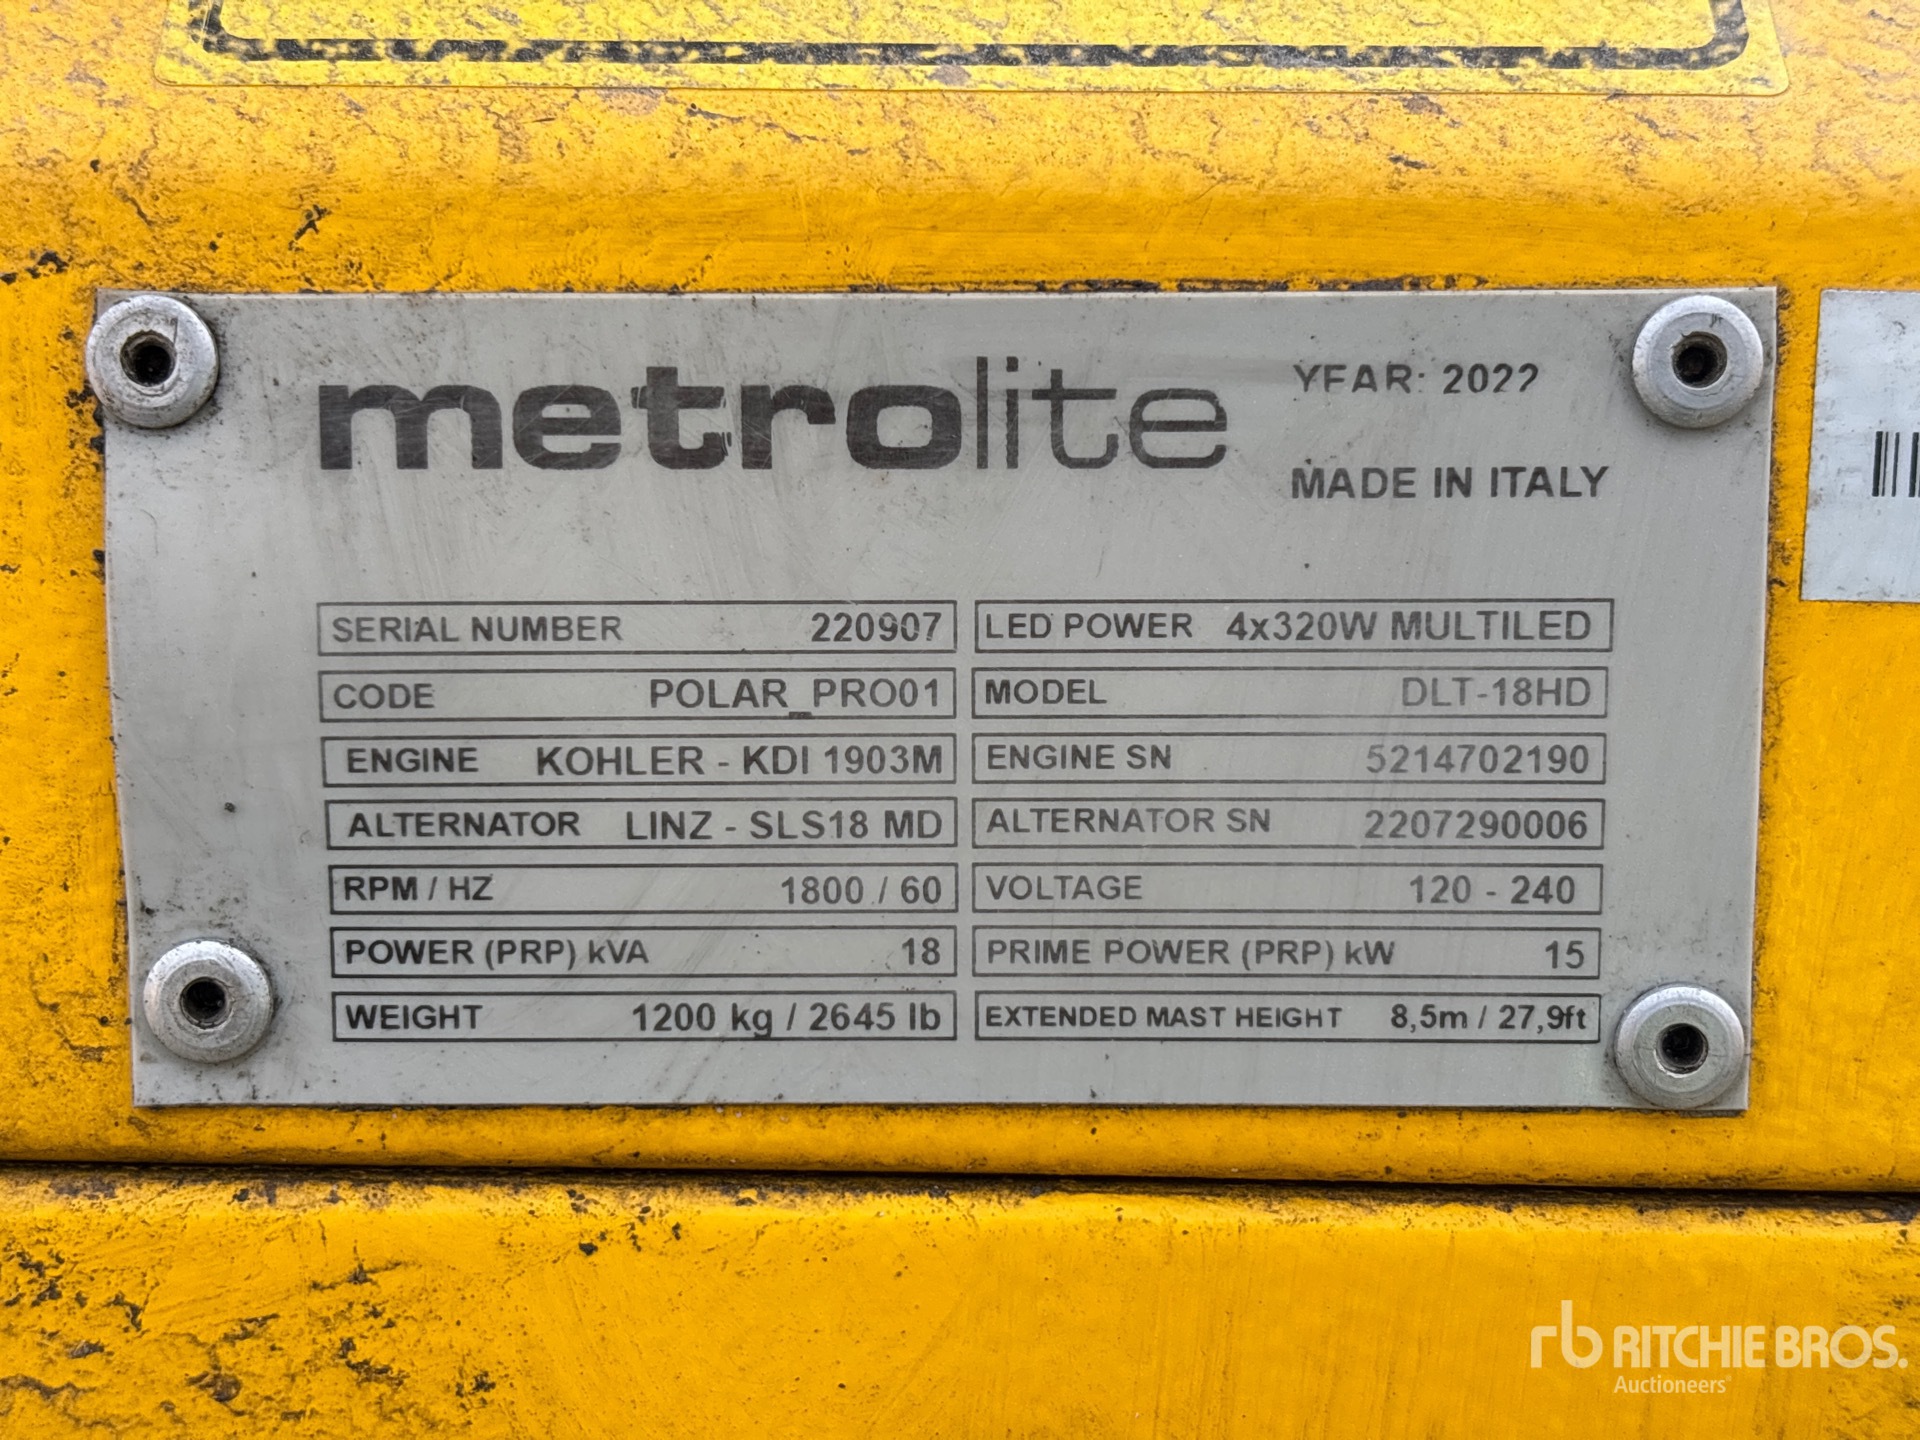 metrolite
YEAR: 2022
MADE IN ITALY
SERIAL NUMBER 220907
LED POWER 4x320W MULTILED
CODE POLAR_PRO01
MODEL DLT-18HD
ENGINE KOHLER - KDI 1903M
ENGINE SN 5214702190
ALTERNATOR LINZ - SLS18 MD
ALTERNATOR SN 2207290006
RPM / HZ 1800 / 60
VOLTAGE 120 - 240
POWER (PRP) kVA 18
PRIME POWER (PRP) kW 15
WEIGHT 1200 kg / 2645 lb
EXTENDED MAST HEIGHT 8,5m / 27,9ft
rb RITCHIE BROS.
Auctioneers